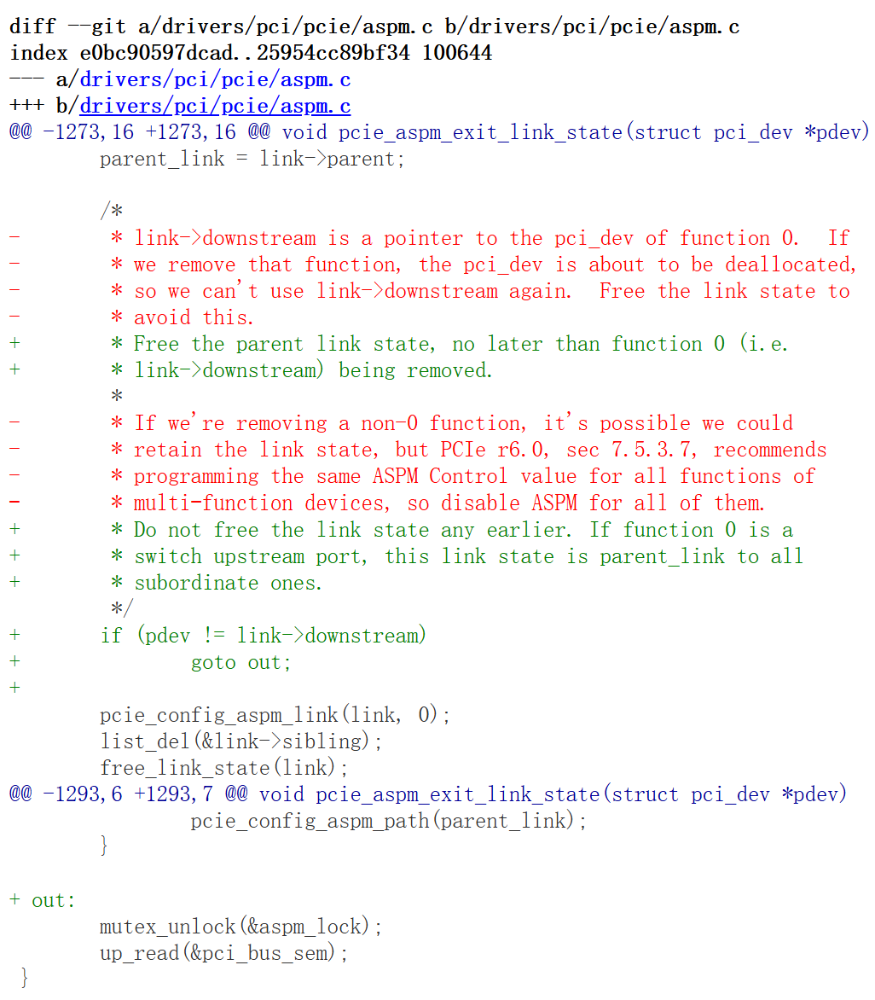 diff --git a/drivers/pci/pcie/aspm.c b/drivers/pci/pcie/aspm.c
index e0bc90597dcad..25954cc89bf34 100644
--- a/drivers/pci/pcie/aspm.c
+++ b/drivers/pci/pcie/aspm.c
@@ -1273,16 +1273,16 @@ void pcie_aspm_exit_link_state(struct pci_dev *pdev)
 	parent_link = link->parent;

 	/*
-	 * link->downstream is a pointer to the pci_dev of function 0.  If
-	 * we remove that function, the pci_dev is about to be deallocated,
-	 * so we can't use link->downstream again.  Free the link state to
-	 * avoid this.
+	 * Free the parent link state, no later than function 0 (i.e.
+	 * link->downstream) being removed.
 	 *
-	 * If we're removing a non-0 function, it's possible we could
-	 * retain the link state, but PCIe r6.0, sec 7.5.3.7, recommends
-	 * programming the same ASPM Control value for all functions of
-	 * multi-function devices, so disable ASPM for all of them.
+	 * Do not free the link state any earlier. If function 0 is a
+	 * switch upstream port, this link state is parent_link to all
+	 * subordinate ones.
 	 */
+	if (pdev != link->downstream)
+		goto out;
+
 	pcie_config_aspm_link(link, 0);
 	list_del(&link->sibling);
 	free_link_state(link);
@@ -1293,6 +1293,7 @@ void pcie_aspm_exit_link_state(struct pci_dev *pdev)
 		pcie_config_aspm_path(parent_link);
 	}

+ out:
 	mutex_unlock(&aspm_lock);
 	up_read(&pci_bus_sem);
 }